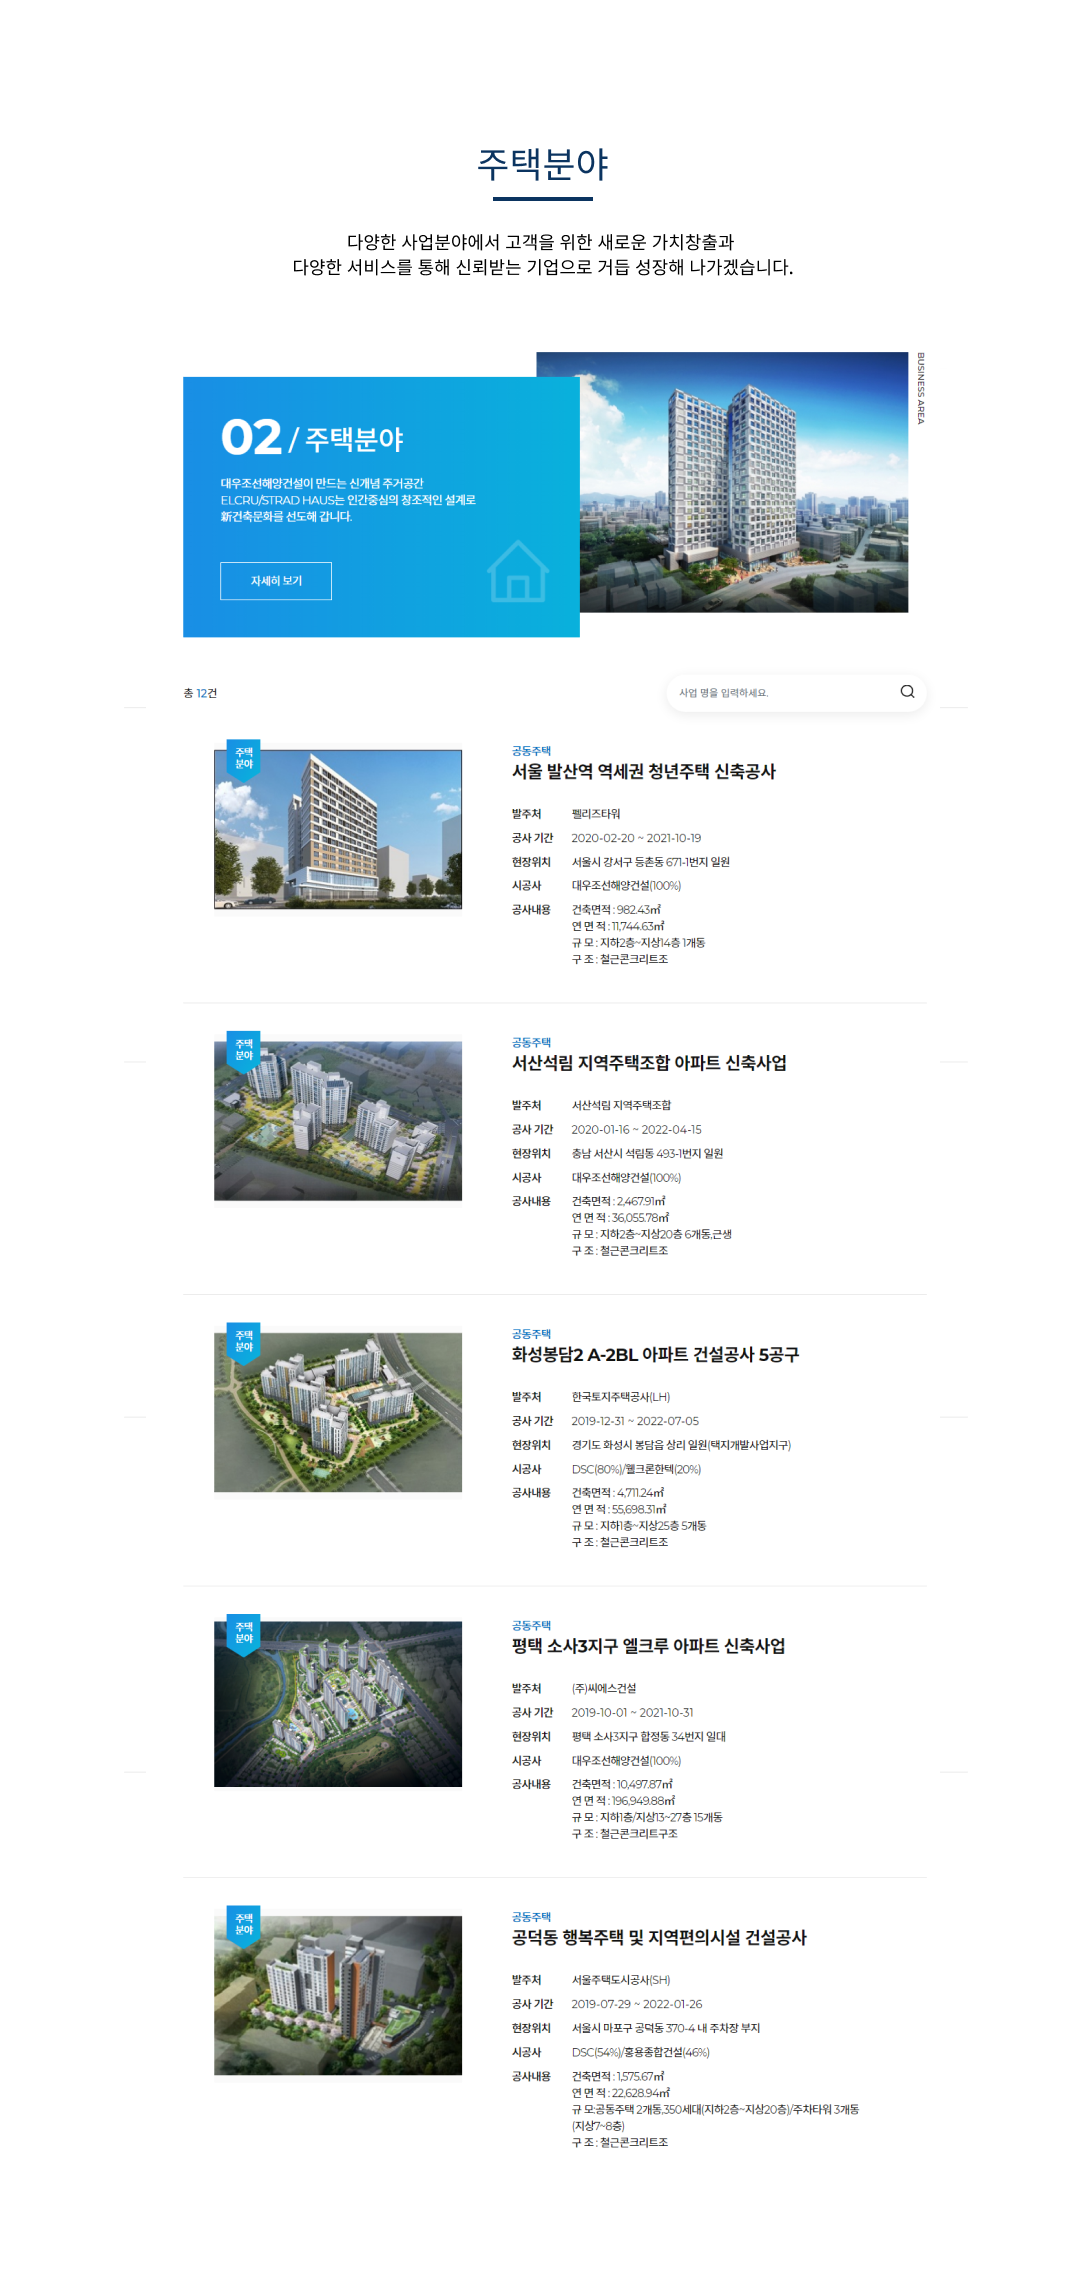 주택분야
다양한 사업분야에서 고객을 위한 새로운 가치창출과
다양한 서비스를 통해 신뢰받는 기업으로 거듭 성장해 나가겠습니다.
BUSINESS AREA
02 / 주택분야
대우조선해양건설이 만드는 신개념 주거공간
ELCRU/STRAD HAUS는 인간중심의 창조적인 설계로
新건축문화를 선도해 갑니다.
자세히 보기
총 12건
사업 명을 입력하세요.
주택
분야
공동주택
서울 발산역 역세권 청년주택 신축공사
발주처 펠리즈타워
공사 기간 2020-02-20 ~ 2021-10-19
현장위치 서울시 강서구 등촌동 671-1번지 일원
시공사 대우조선해양건설(100%)
공사내용 건축면적 : 982.43㎡
연 면 적 : 11,744.63㎡
규 모 : 지하2층~지상14층 1개동
구 조 : 철근콘크리트조
주택
분야
공동주택
서산석림 지역주택조합 아파트 신축사업
발주처 서산석림 지역주택조합
공사 기간 2020-01-16 ~ 2022-04-15
현장위치 충남 서산시 석림동 493-1번지 일원
시공사 대우조선해양건설(100%)
공사내용 건축면적 : 2,467.91㎡
연 면 적 : 36,055.78㎡
규 모 : 지하2층~지상20층 6개동,근생
구 조 : 철근콘크리트조
주택
분야
공동주택
화성봉담2 A-2BL 아파트 건설공사 5공구
발주처 한국토지주택공사(LH)
공사 기간 2019-12-31 ~ 2022-07-05
현장위치 경기도 화성시 봉담읍 상리 일원(택지개발사업지구)
시공사 DSC(80%)/웰크론한텍(20%)
공사내용 건축면적 : 4,711.24㎡
연 면 적 : 55,698.31㎡
규 모 : 지하1층~지상25층 5개동
구 조 : 철근콘크리트조
주택
분야
공동주택
평택 소사3지구 엘크루 아파트 신축사업
발주처 (주)씨에스건설
공사 기간 2019-10-01 ~ 2021-10-31
현장위치 평택 소사3지구 합정동 34번지 일대
시공사 대우조선해양건설(100%)
공사내용 건축면적 : 10,497.87㎡
연 면 적 : 196,949.88㎡
규 모 : 지하1층/지상13~27층 15개동
구 조 : 철근콘크리트구조
주택
분야
공동주택
공덕동 행복주택 및 지역편의시설 건설공사
발주처 서울주택도시공사(SH)
공사 기간 2019-07-29 ~ 2022-01-26
현장위치 서울시 마포구 공덕동 370-4 내 주차장 부지
시공사 DSC(54%)/홍용종합건설(46%)
공사내용 건축면적 : 1,575.67㎡
연 면 적 : 22,628.94㎡
규 모:공동주택 2개동,350세대(지하2층~지상20층)/주차타워 3개동
(지상7~8층)
구 조 : 철근콘크리트조